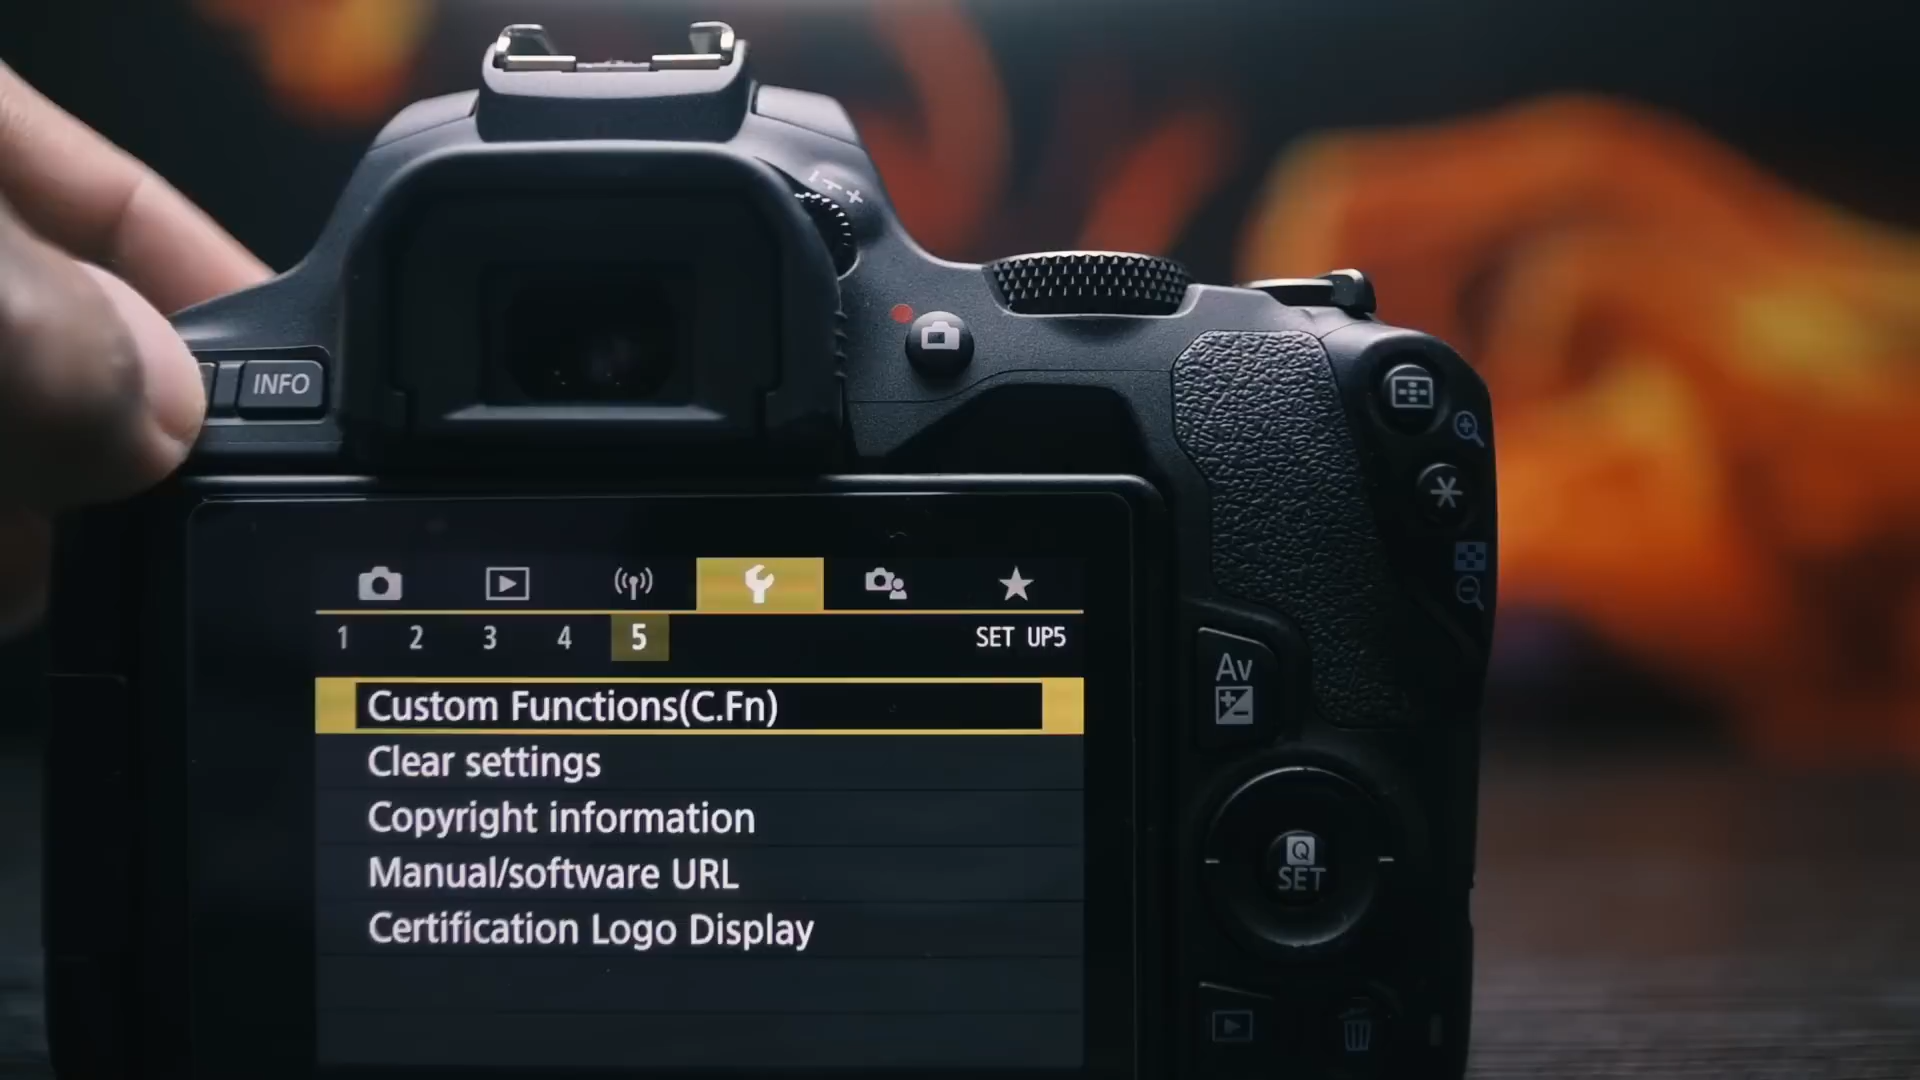 INFO
1 2 3 4 5 SET UP5
Custom Functions(C.Fn)
Clear settings
Copyright information
Manual/software URL
Certification Logo Display
Av
Q
SET